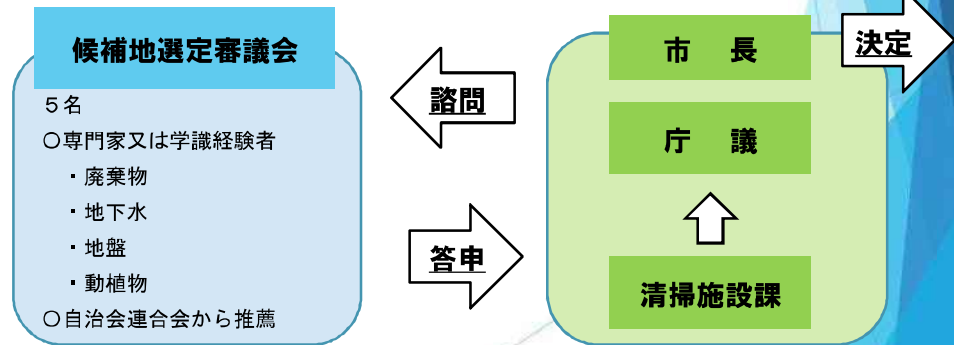 候補地選定審議会
5名
○専門家又は学識経験者
・廃棄物
・地下水
・地盤
・動植物
○自治会連合会から推薦
諮問
答申
市 長
庁 議
清掃施設課
決定